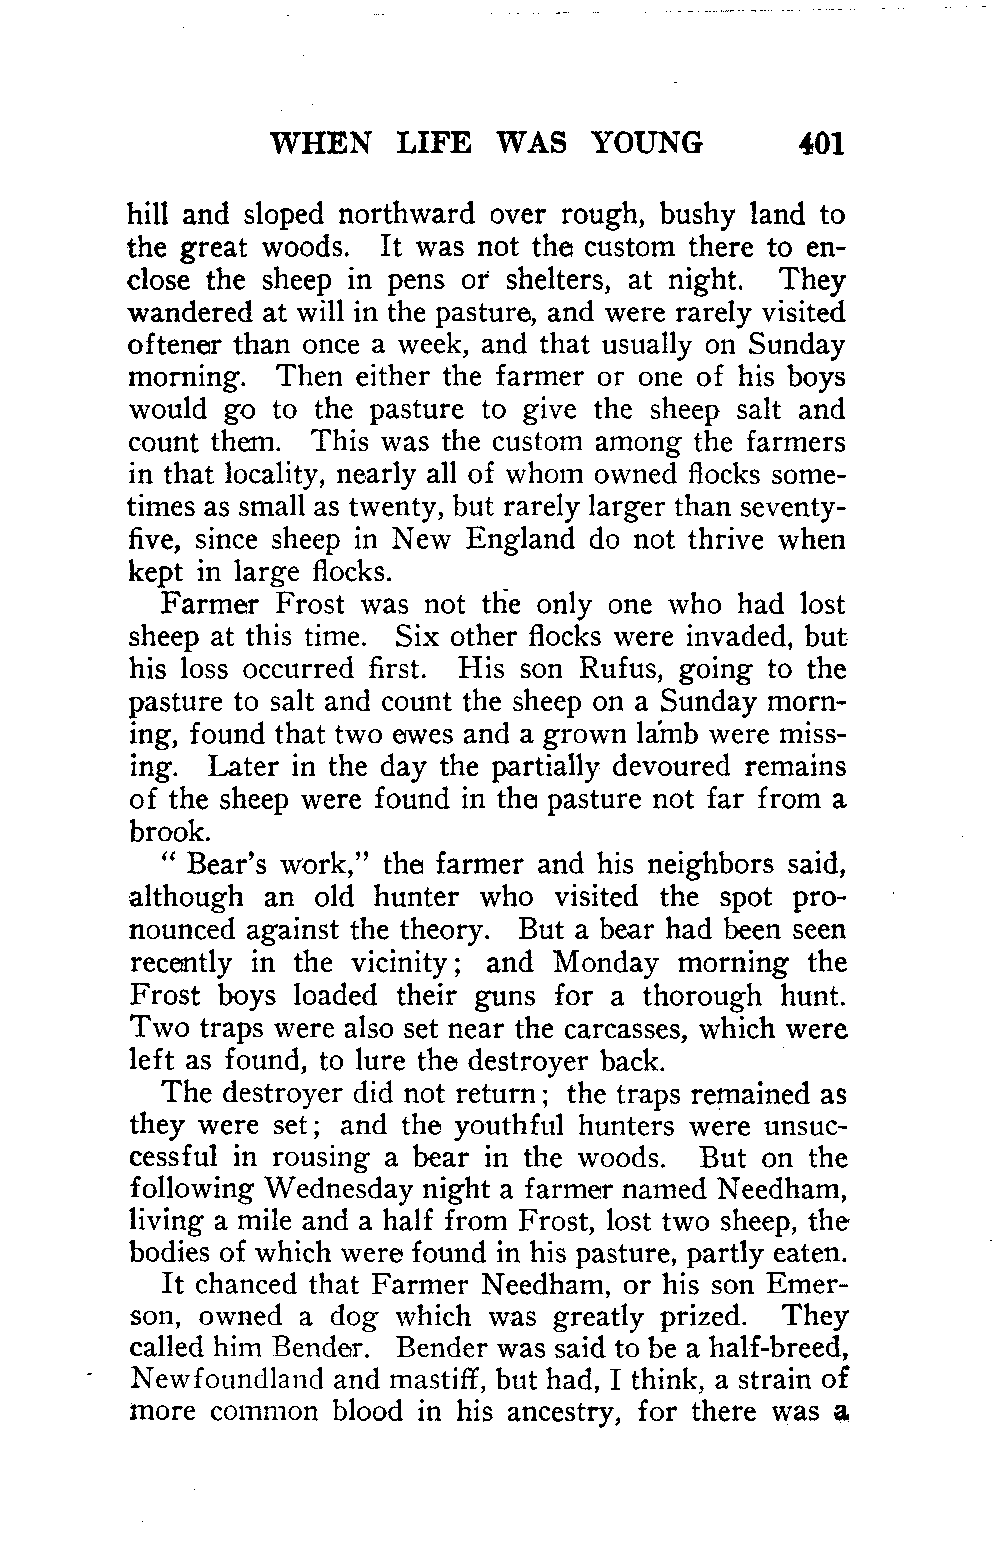 WHEN LIFE WAS YOUNG 401
hill and sloped northward over rough, bushy land to
the great woods. It was not the custom there to en-
close the sheep in pens or shelters, at night. They
wandered at will in the pasture, and were rarely visited
oftener than once a week, and that usually on Sunday
morning. Then either the farmer or one of his boys
would go to the pasture to give the sheep salt and
count them. This was the custom among the farmers
in that locality, nearly all of whom owned flocks some-
times as small as twenty, but rarely larger than seventy-
five, since sheep in New England do not thrive when
kept in large flocks.
Farmer Frost was not the only one who had lost
sheep at this time. Six other flocks were invaded, but
his loss occurred first. His son Rufus, going to the
pasture to salt and count the sheep on a Sunday morn-
ing, found that two ewes and a grown lamb were miss-
ing. Later in the day the partially devoured remains
of the sheep were found in the pasture not far from a
brook.
" Bear's work," the farmer and his neighbors said,
although an old hunter who visited the spot pro-
nounced against the theory. But a bear had been seen
recently in the vicinity; and Monday morning the
Frost boys loaded their guns for a thorough hunt.
Two traps were also set near the carcasses, which were
left as found, to lure the destroyer back.
The destroyer did not return; the traps remained as
they were set; and the youthful hunters were unsuc-
cessful in rousing a bear in the woods. But on the
following Wednesday night a farmer named Needham,
living a mile and a half from Frost, lost two sheep, the
bodies of which were found in his pasture, partly eaten.
It chanced that Farmer Needham, or his son Emer-
son, owned a dog which was greatly prized. They
called him Bender. Bender was said to be a half-breed,
Newfoundland and mastiff, but had, I think, a strain of
more common blood in his ancestry, for there was a